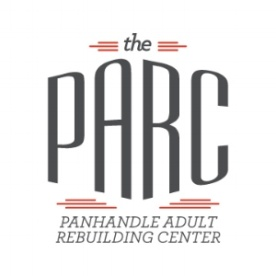 the
PARC
PANHANDLE ADULT
REBUILDING CENTER